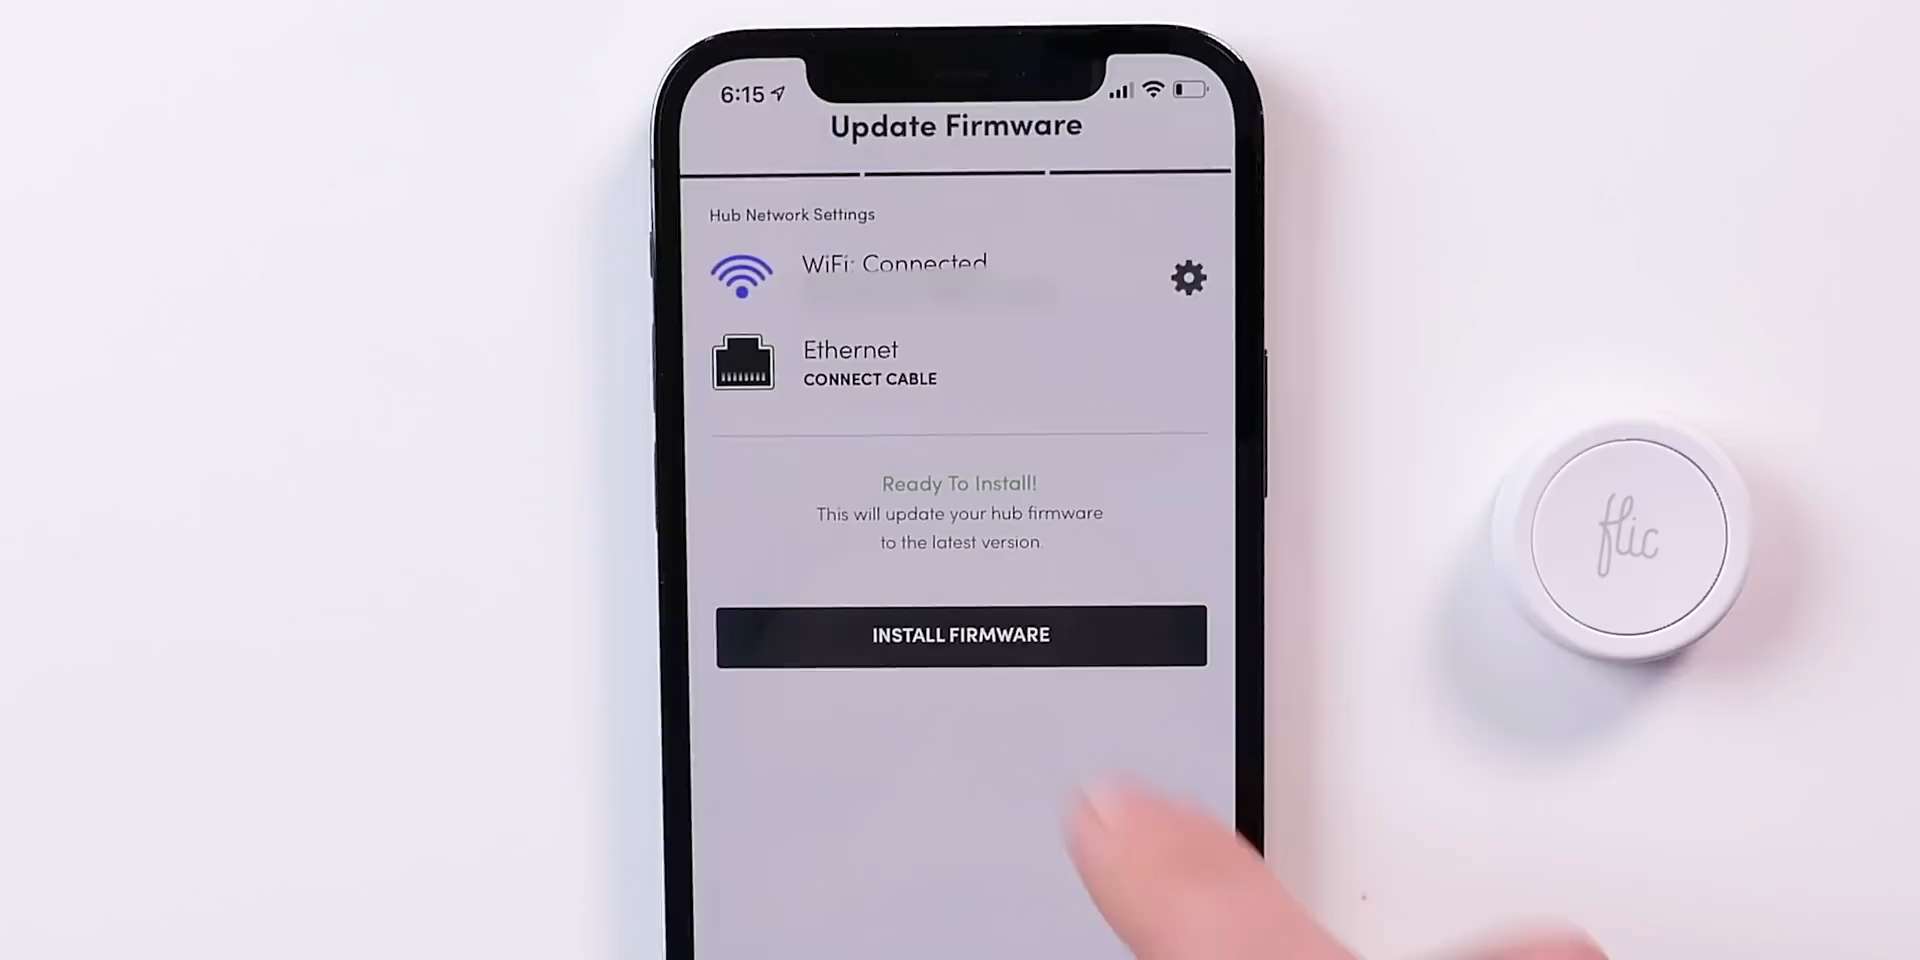 6:15
Update Firmware
Hub Network Settings
WiFi: Connected
Ethernet
CONNECT CABLE
Ready To Install!
This will update your hub firmware
to the latest version.
INSTALL FIRMWARE
flic